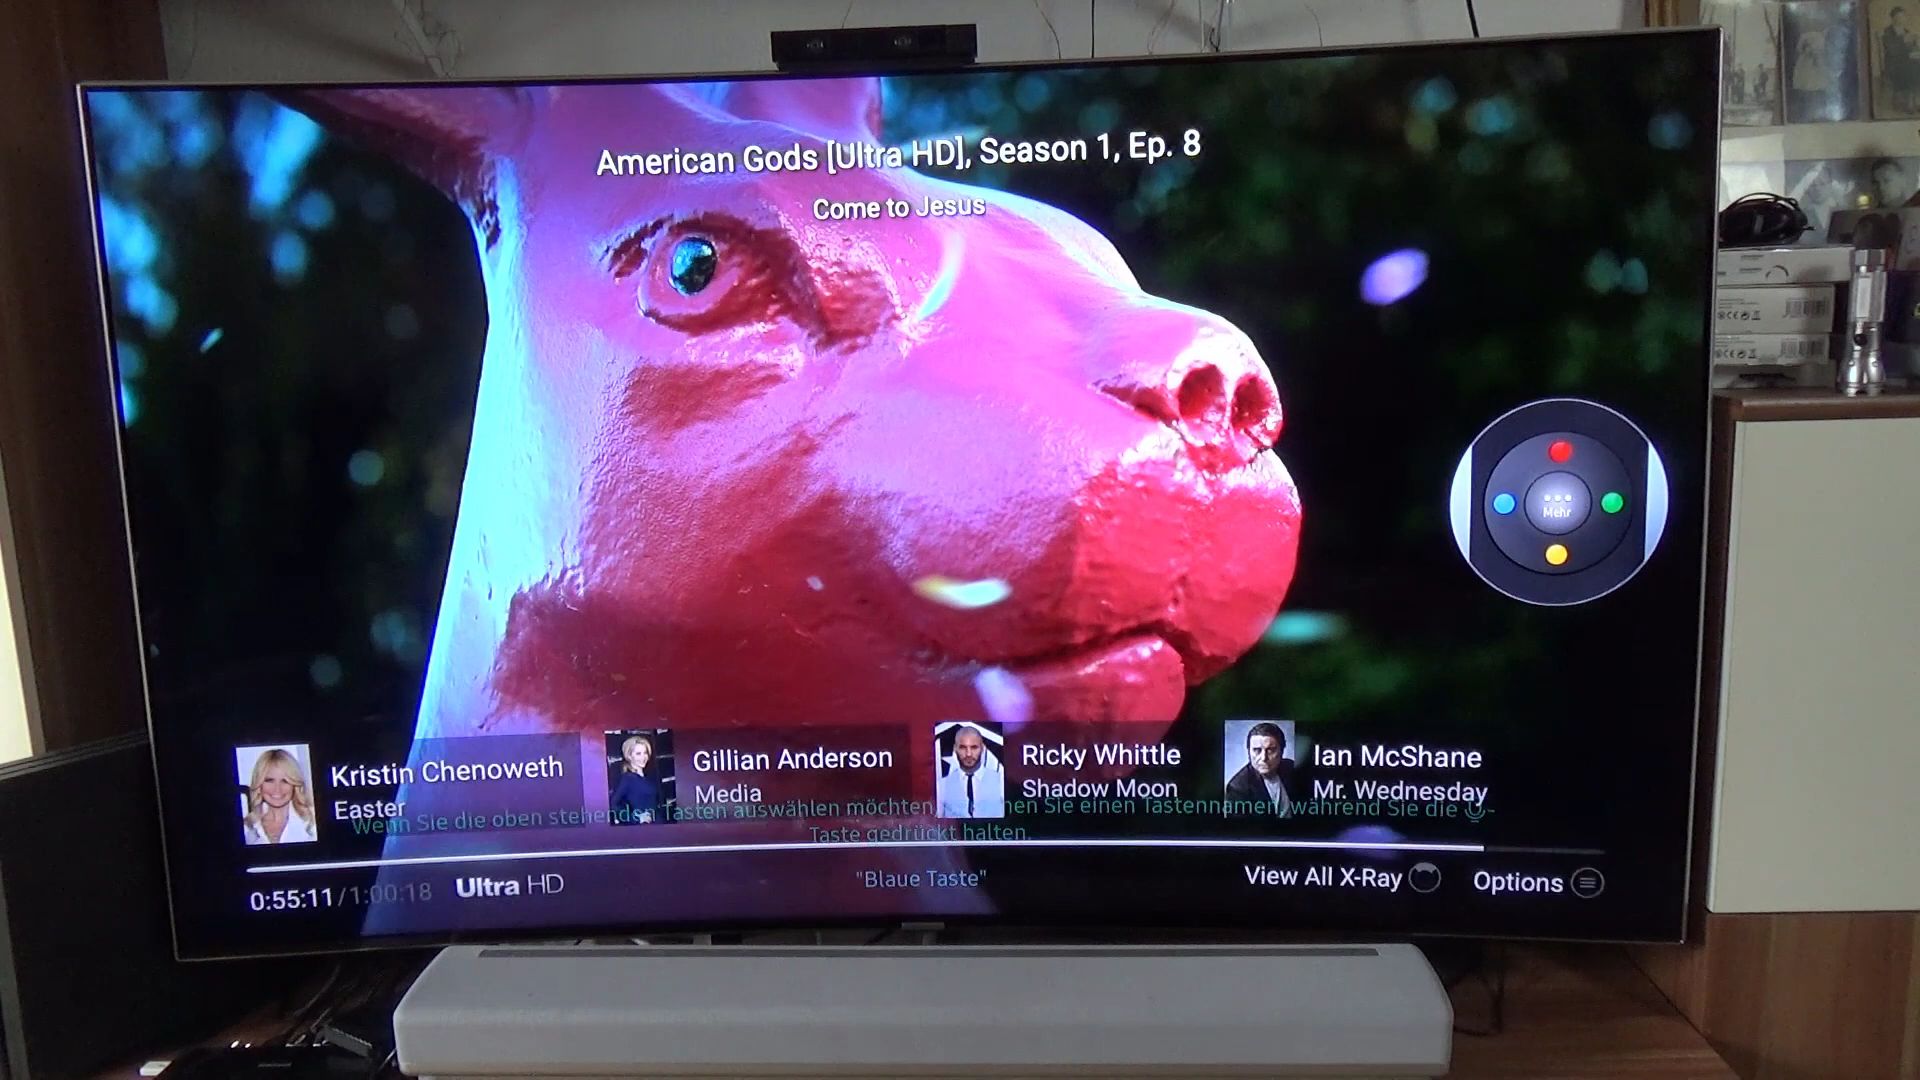 American Gods [Ultra HD], Season 1, Ep. 8
Come to Jesus
Mehr
Kristin Chenoweth
Easter
Gillian Anderson
Media
Ricky Whittle
Shadow Moon
Ian McShane
Mr. Wednesday
Wenn Sie die oben stehenden Tasten auswählen möchten, Sie einen Tastennamen, während Sie die -
Taste gedrückt halten.
0:55:11/1:00:18
Ultra HD
"Blaue Taste"
View All X-Ray
Options